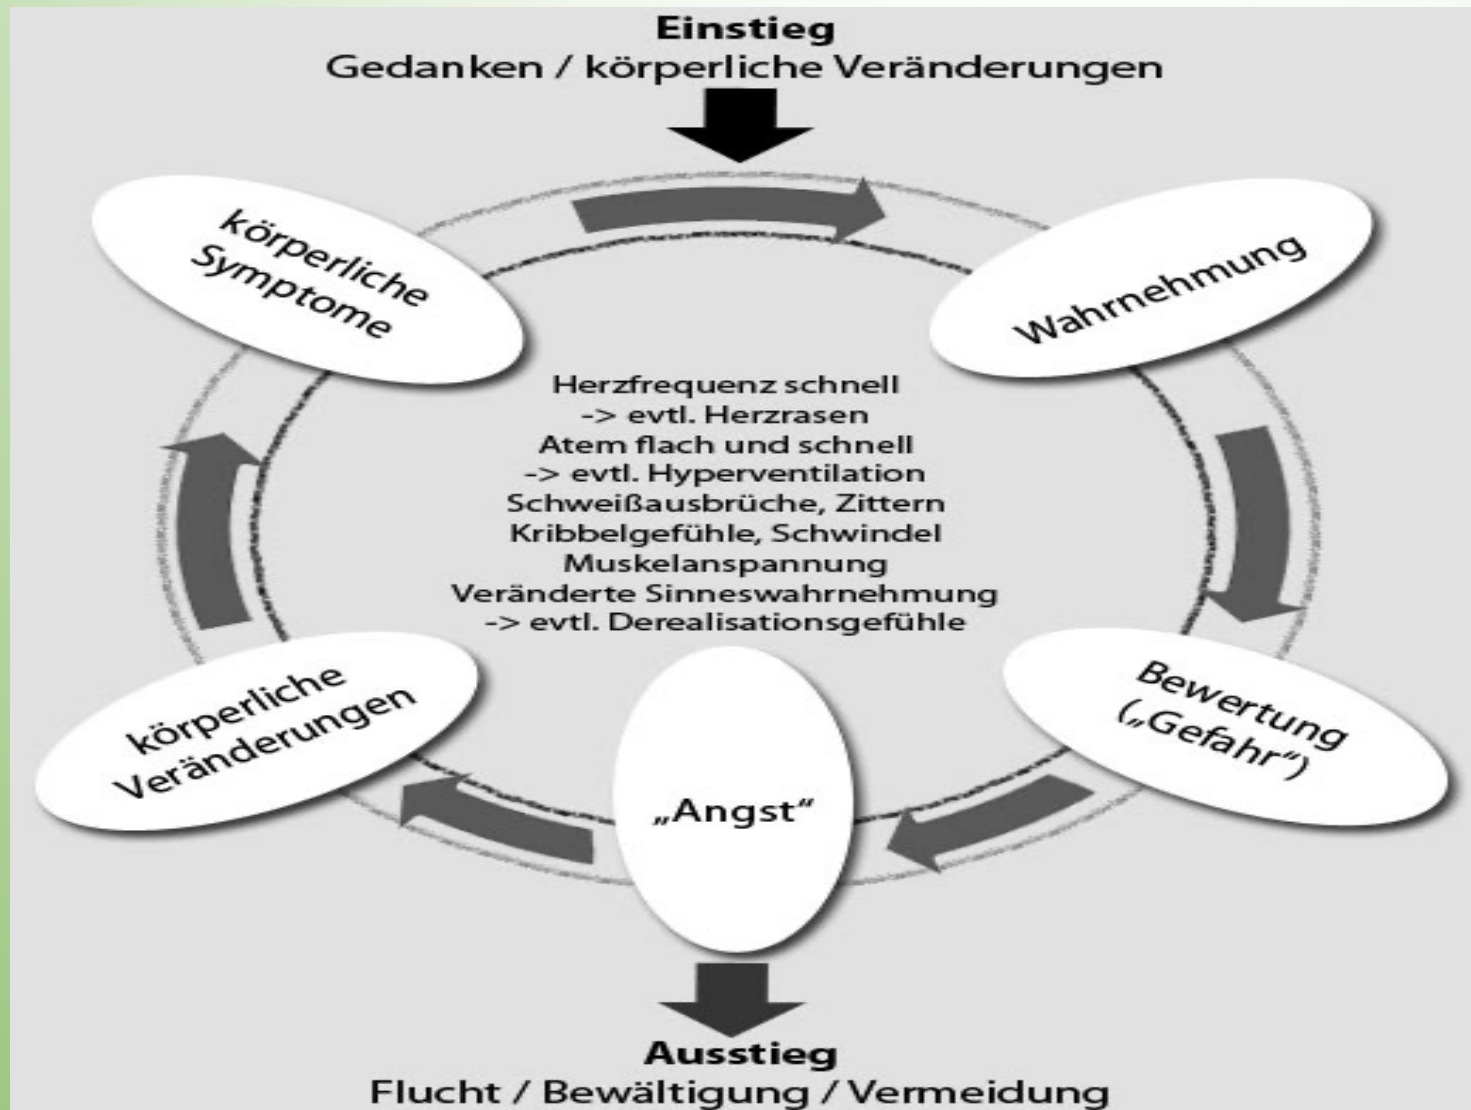 Einstieg
Gedanken / körperliche Veränderungen
körperliche
Symptome
Wahrnehmung
Herzfrequenz schnell
-> evtl. Herzrasen
Atem flach und schnell
-> evtl. Hyperventilation
Schweißausbrüche, Zittern
Kribbelgefühle, Schwindel
Muskelanspannung
Veränderte Sinneswahrnehmung
-> evtl. Derealisationsgefühle
körperliche
Veränderungen
„Angst“
Bewertung
(„Gefahr“)
Ausstieg
Flucht / Bewältigung / Vermeidung